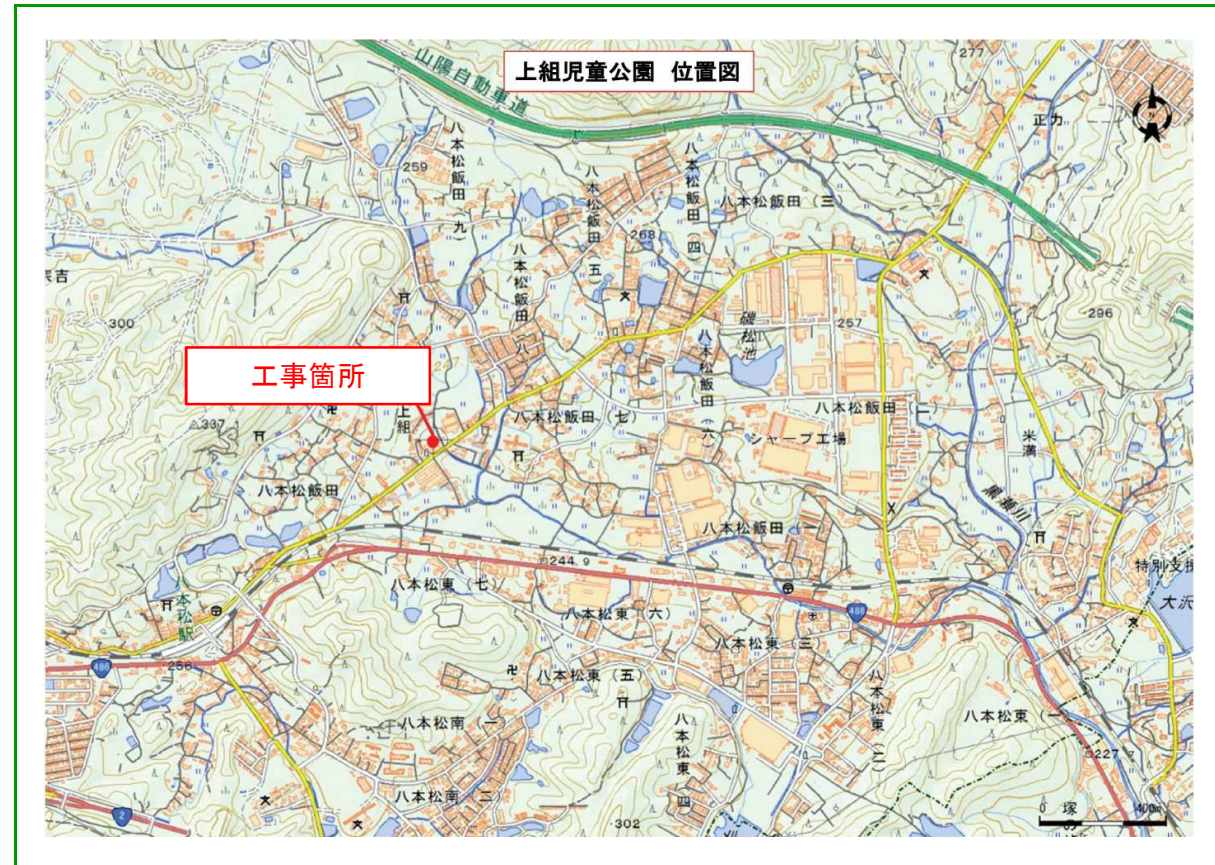 上組児童公園 位置図
山陽自動車道
277
正力
259
八本松飯田(九)
八本松飯田(五)
八本松飯田(四)
八本松飯田(三)
268
八本松飯田(八)
300
300
300
磯松池
257
296
工事箇所
上組
337
八本松飯田(七)
八本松飯田(六)
八本松飯田(二)
シャープ工場
米満
黒瀬川
八本松飯田
八本松飯田(一)
244.9
特別支援
大沢
八本松東(七)
八本松東(六)
486
八本松東(三)
本松駅
486
256
八本松東(五)
八本松東(二)
八本松東(一
八本松南(一)
八本松東(四
227
八本松南(二)
2
302
0
400m
塚の